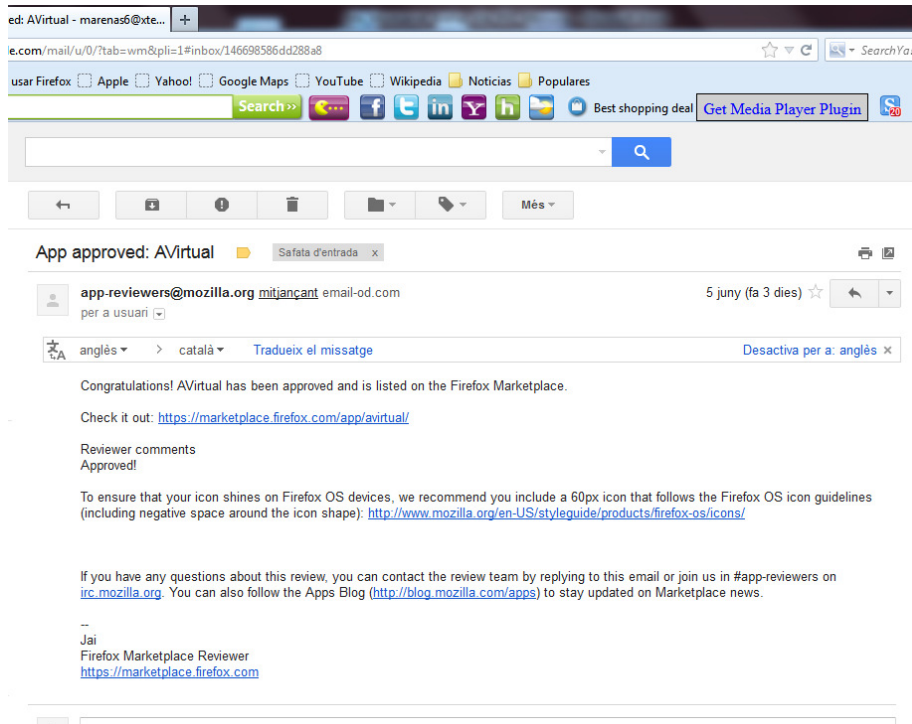 ed: AVirtual - marenas6@xte... +
le.com/mail/u/0/?tab=wm&pli=1#inbox/146698586dd288a8 SearchYa
usar Firefox Apple Yahoo! Google Maps YouTube Wikipedia Noticias Populares
Search » Best shopping deal Get Media Player Plugin 20
Més
App approved: AVirtual Safata d'entrada x
app-reviewers@mozilla.org mitjançant email-od.com 5 juny (fa 3 dies)
per a usuari
anglès > català Tradueix el missatge Desactiva per a: anglès ×
Congratulations! AVirtual has been approved and is listed on the Firefox Marketplace.
Check it out: https://marketplace.firefox.com/app/avirtual/
Reviewer comments
Approved!
To ensure that your icon shines on Firefox OS devices, we recommend you include a 60px icon that follows the Firefox OS icon guidelines
(including negative space around the icon shape): http://www.mozilla.org/en-US/styleguide/products/firefox-os/icons/
If you have any questions about this review, you can contact the review team by replying to this email or join us in #app-reviewers on
irc.mozilla.org. You can also follow the Apps Blog (http://blog.mozilla.com/apps) to stay updated on Marketplace news.
--
Jai
Firefox Marketplace Reviewer
https://marketplace.firefox.com